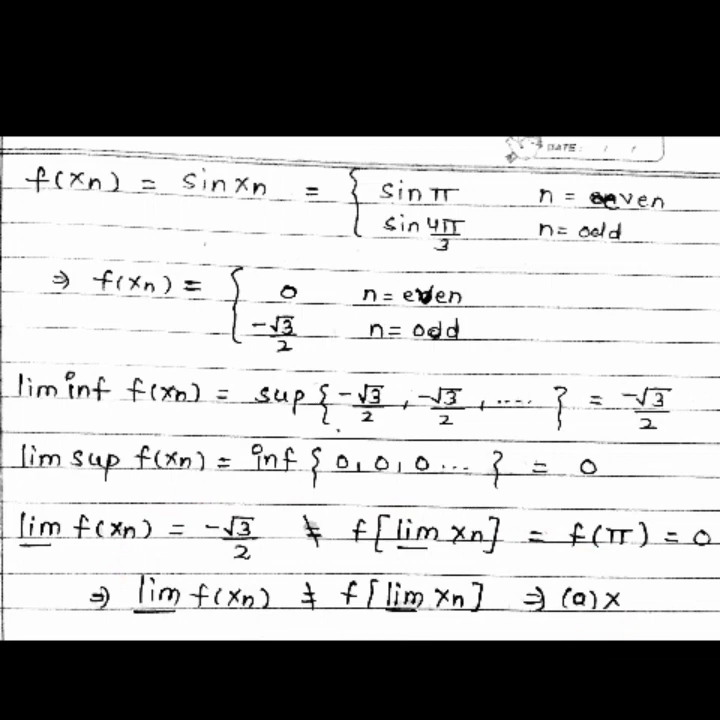 DATE: / /
f(xn) = sin xn = { sin π n = even
sin 4π/3 n = odd
⇒ f(xn) = { 0 n = even
-√3/2 n = odd
lim inf f(xn) = sup { -√3/2 , -√3/2 , .... } = -√3/2
lim sup f(xn) = inf { 0, 0, 0 ... } = 0
lim f(xn) = -√3/2 ≠ f[lim xn] = f(π) = 0
⇒ lim f(xn) ≠ f[lim xn] ⇒ (a) x